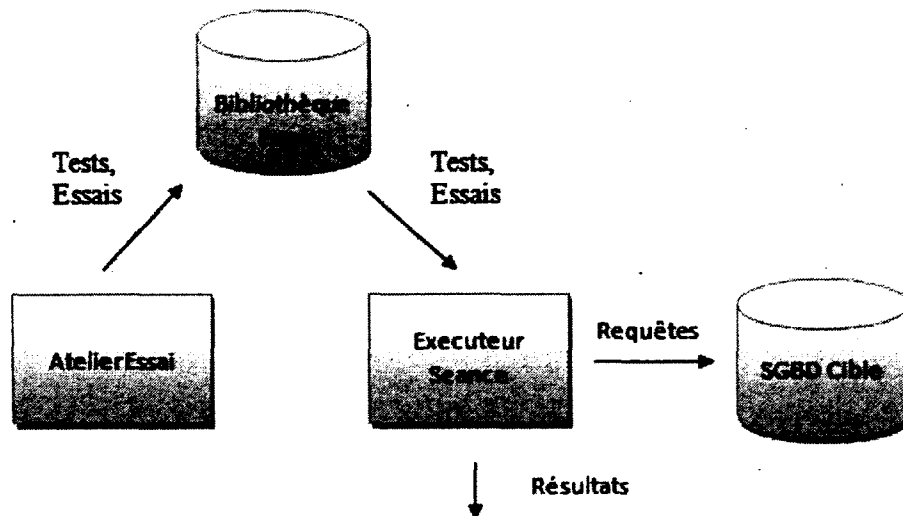 Bibliothèque
Tests,
Essais
Tests,
Essais
AtelierEssai
Executeur
Seance
Requêtes
SGBD Cible
Résultats